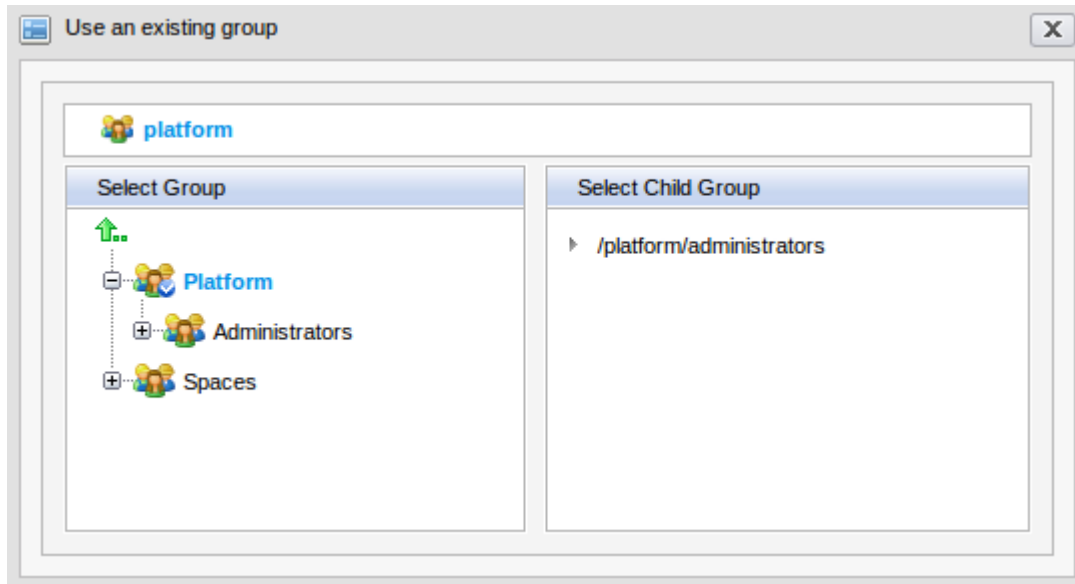 Use an existing group
X
platform
Select Group
Select Child Group
/platform/administrators
Platform
Administrators
Spaces